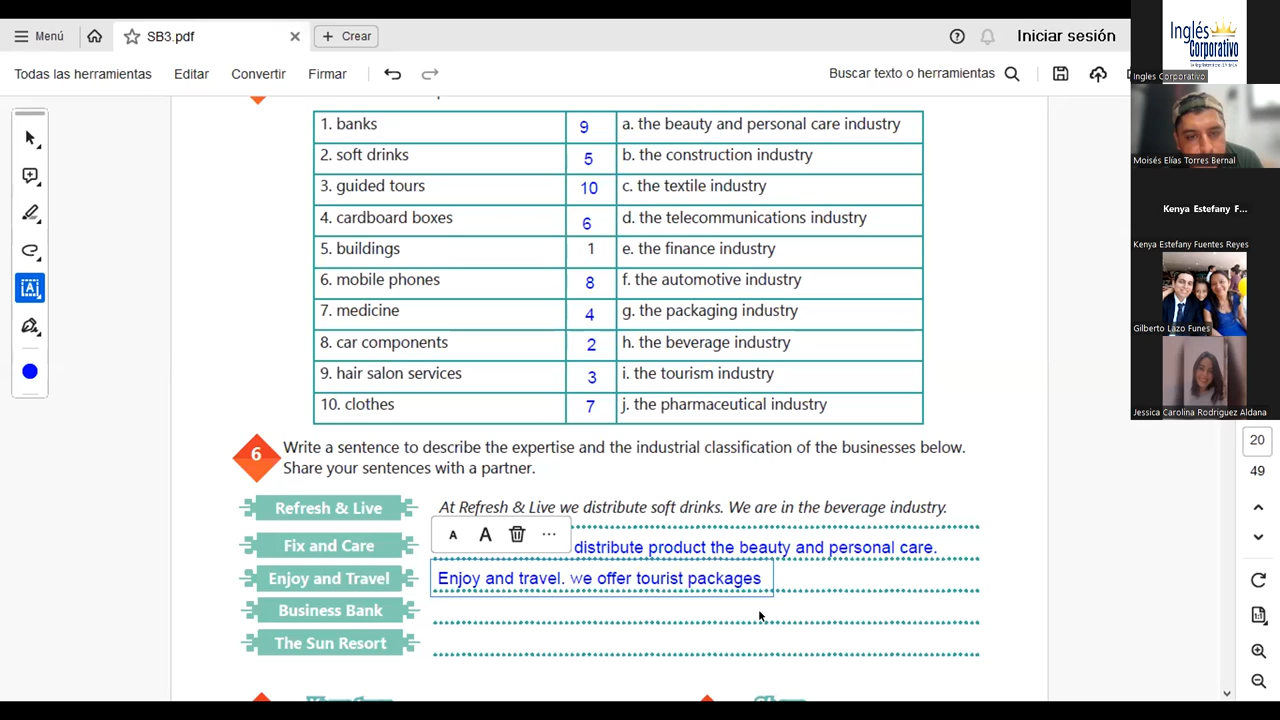 Menú
SB3.pdf
Crear
Iniciar sesión
Todas las herramientas
Editar
Convertir
Firmar
Buscar texto o herramientas
1. banks 9 a. the beauty and personal care industry
2. soft drinks 5 b. the construction industry
3. guided tours 10 c. the textile industry
4. cardboard boxes 6 d. the telecommunications industry
5. buildings 1 e. the finance industry
6. mobile phones 8 f. the automotive industry
7. medicine 4 g. the packaging industry
8. car components 2 h. the beverage industry
9. hair salon services 3 i. the tourism industry
10. clothes 7 j. the pharmaceutical industry
6 Write a sentence to describe the expertise and the industrial classification of the businesses below.
Share your sentences with a partner.
Refresh & Live At Refresh & Live we distribute soft drinks. We are in the beverage industry.
A A ...
Fix and Care distribute product the beauty and personal care.
Enjoy and Travel Enjoy and travel. we offer tourist packages
Business Bank
The Sun Resort
Inglés
Corporativo
Ingles Corporativo
Moisés Elías Torres Bernal
Kenya Estefany F...
Kenya Estefany Fuentes Reyes
Gilberto Lazo Funes
Jessica Carolina Rodriguez Aldana
20
49